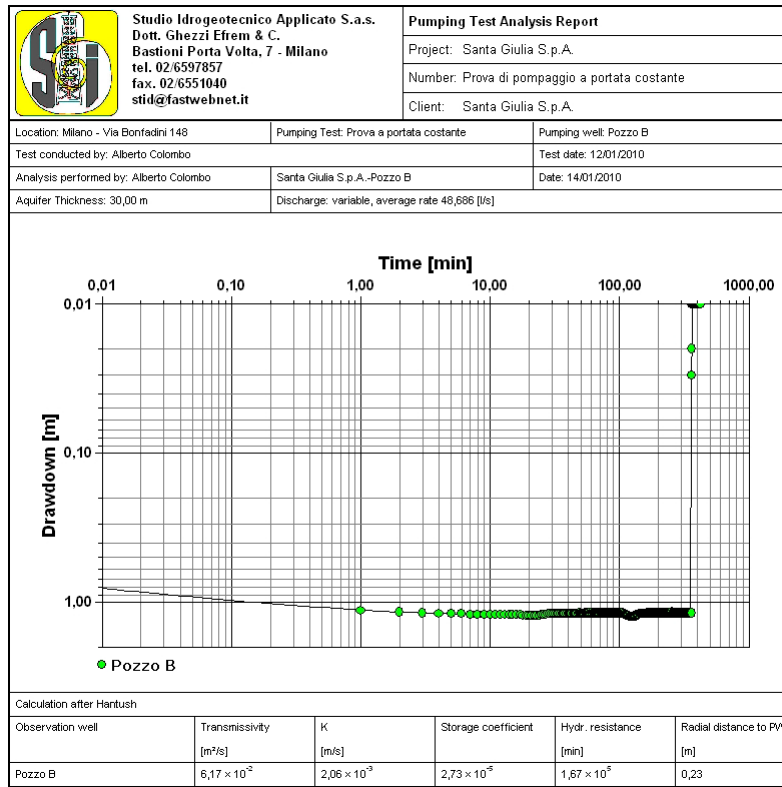 Studio Idrogeotecnico Applicato S.a.s.
Dott. Ghezzi Efrem & C.
Bastioni Porta Volta, 7 - Milano
tel. 02/6597857
fax. 02/6551040
stid@fastwebnet.it
Pumping Test Analysis Report
Project: Santa Giulia S.p.A.
Number: Prova di pompaggio a portata costante
Client: Santa Giulia S.p.A.
Location: Milano - Via Bonfadini 148
Pumping Test: Prova a portata costante
Pumping well: Pozzo B
Test conducted by: Alberto Colombo
Test date: 12/01/2010
Analysis performed by: Alberto Colombo
Santa Giulia S.p.A.-Pozzo B
Date: 14/01/2010
Aquifer Thickness: 30,00 m
Discharge: variable, average rate 48,686 [l/s]
Time [min]
0,01 0,10 1,00 10,00 100,00 1000,00
0,01
0,10
1,00
Drawdown [m]
Pozzo B
Calculation after Hantush
Observation well Transmissivity K Storage coefficient Hydr. resistance Radial distance to PW
[m²/s] [m/s] [min] [m]
Pozzo B 6,17 × 10⁻² 2,06 × 10⁻³ 2,73 × 10⁻⁵ 1,67 × 10⁵ 0,23